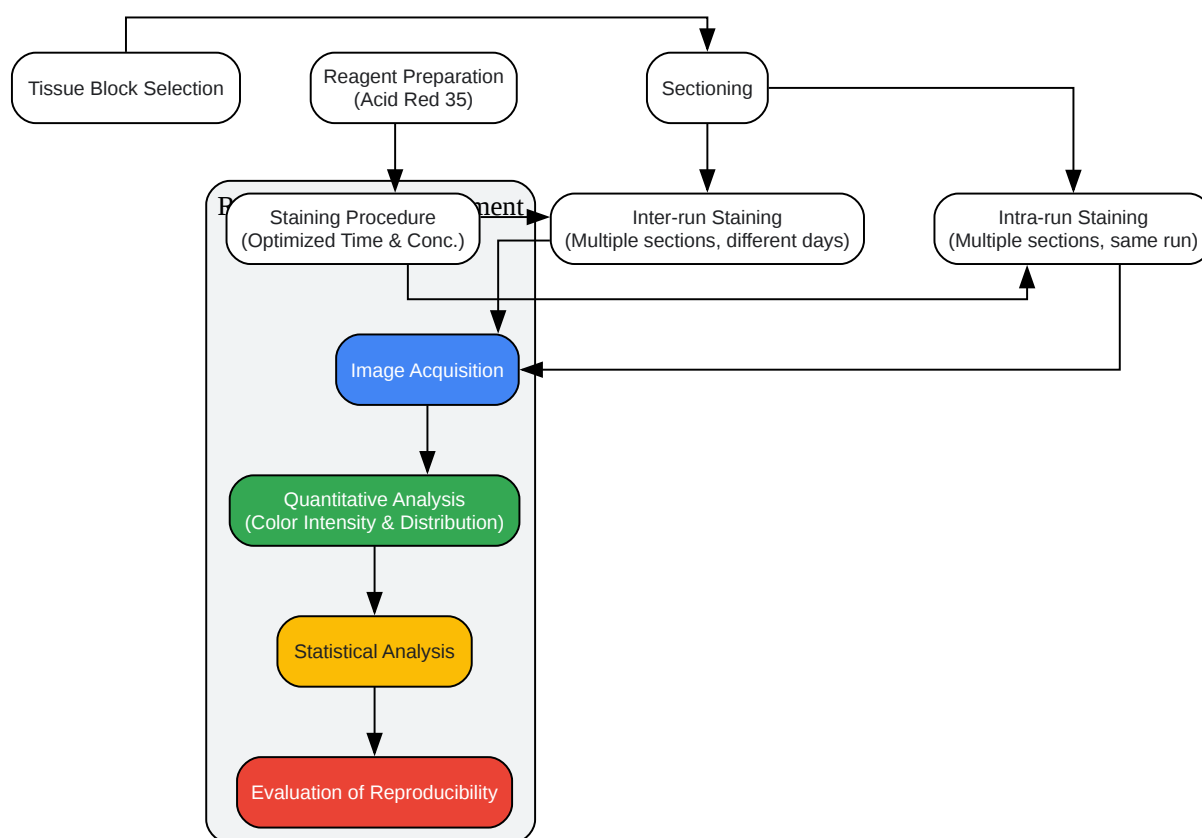 Tissue Block Selection
Reagent Preparation
(Acid Red 35)
Sectioning
Staining Procedure
(Optimized Time & Conc.)
Inter-run Staining
(Multiple sections, different days)
Intra-run Staining
(Multiple sections, same run)
Image Acquisition
Quantitative Analysis
(Color Intensity & Distribution)
Statistical Analysis
Evaluation of Reproducibility